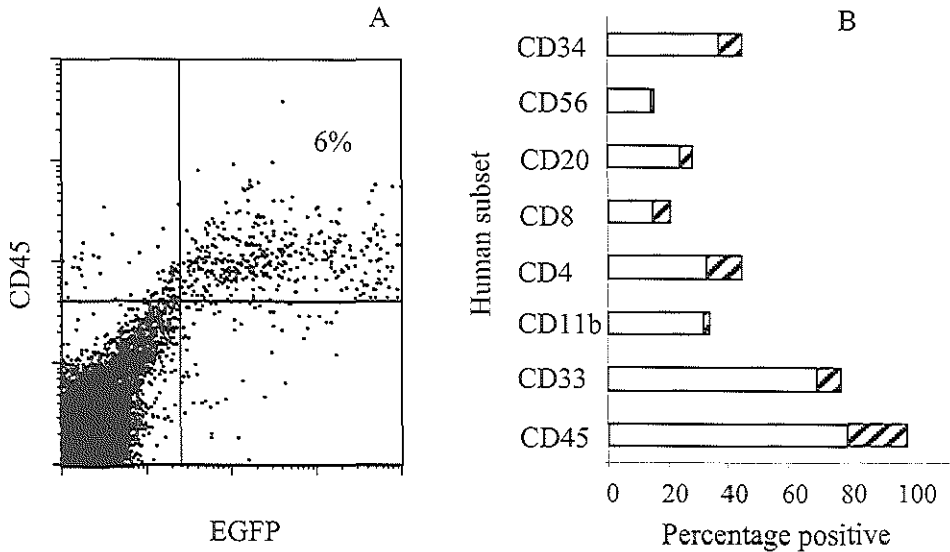 A
6%
CD45
EGFP
B
Human subset
CD34
CD56
CD20
CD8
CD4
CD11b
CD33
CD45
0 20 40 60 80 100
Percentage positive